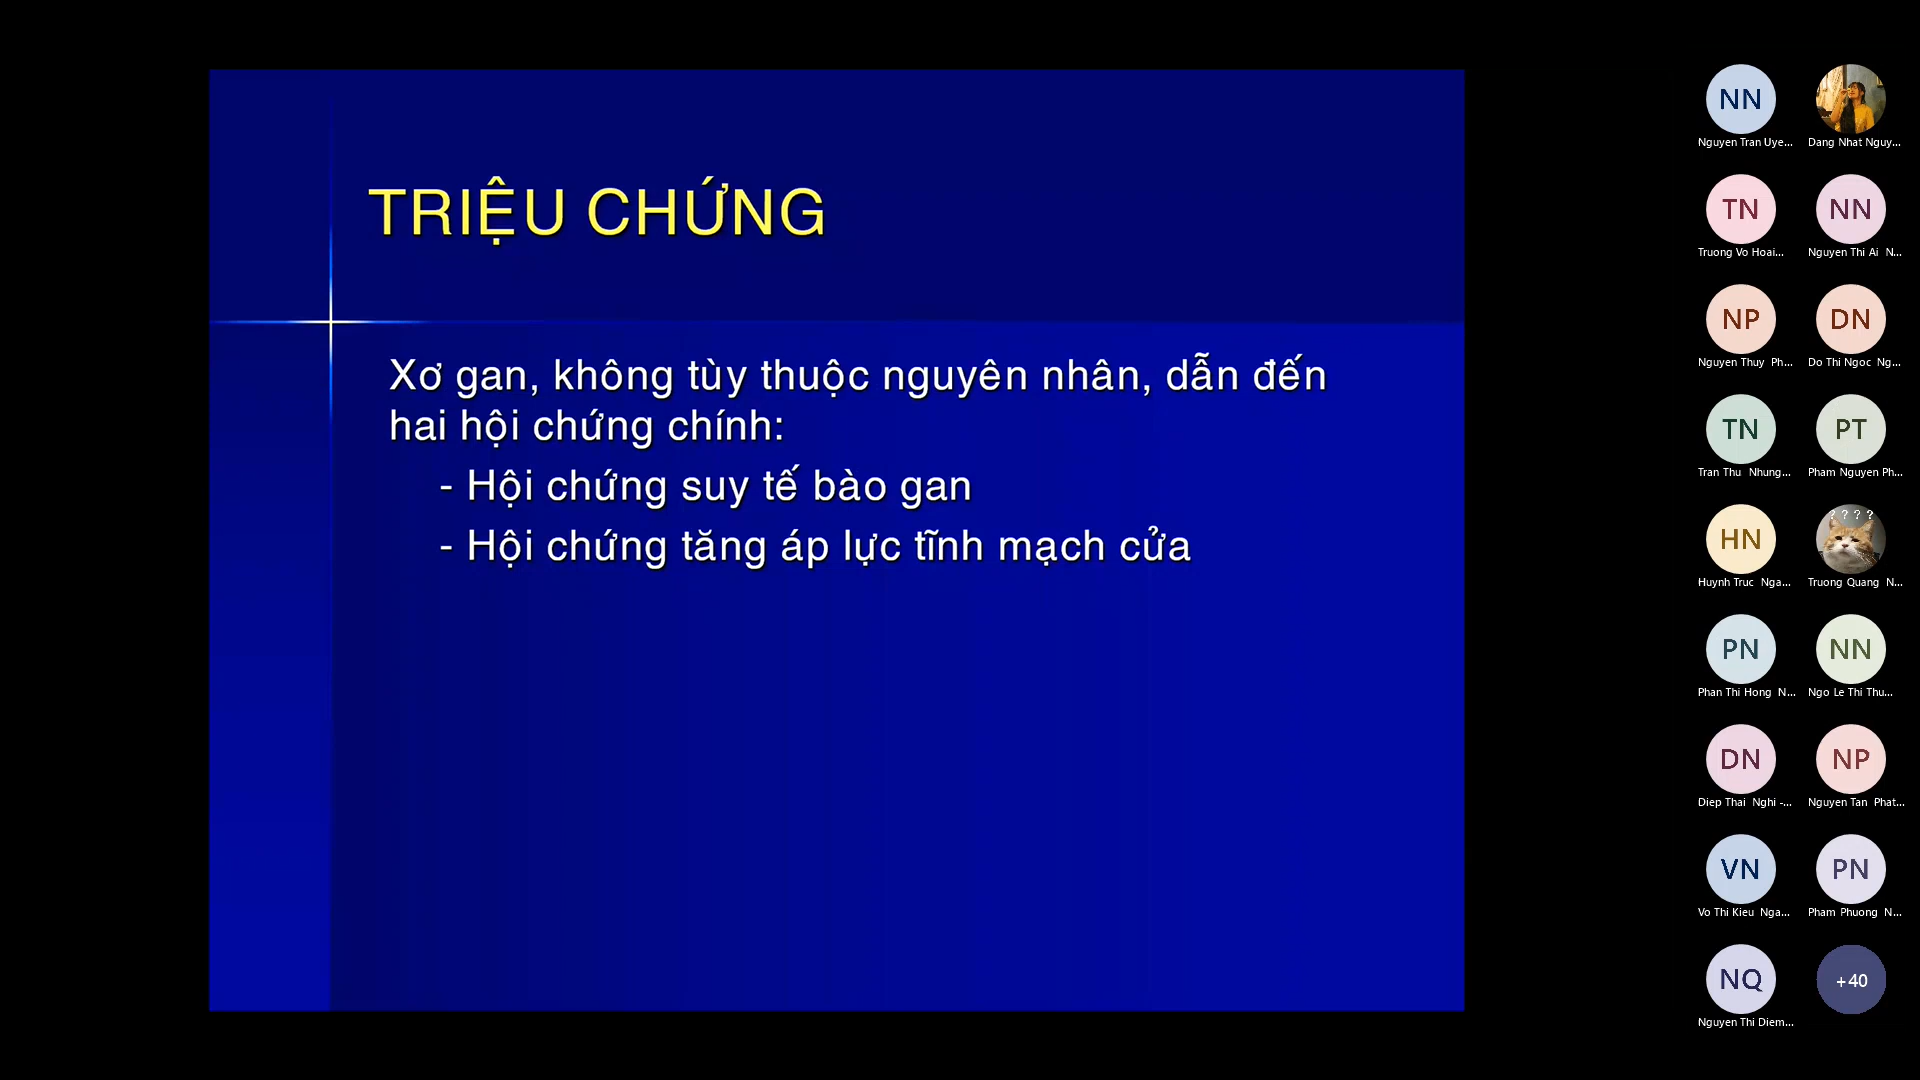 TRIỆU CHỨNG
Xơ gan, không tùy thuộc nguyên nhân, dẫn đến
hai hội chứng chính:
- Hội chứng suy tế bào gan
- Hội chứng tăng áp lực tĩnh mạch cửa
NN
Nguyen Tran Uye...
Dang Nhat Nguy...
TN
Truong Vo Hoai...
NN
Nguyen Thi Ai N...
NP
Nguyen Thuy Ph...
DN
Do Thi Ngoc Ng...
TN
Tran Thu Nhung...
PT
Pham Nguyen Ph...
HN
Huynh Truc Nga...
? ? ? ?
Truong Quang N...
PN
Phan Thi Hong N...
NN
Ngo Le Thi Thu...
DN
Diep Thai Nghi -...
NP
Nguyen Tan Phat...
VN
Vo Thi Kieu Nga...
PN
Pham Phuong N...
NQ
Nguyen Thi Diem...
+40